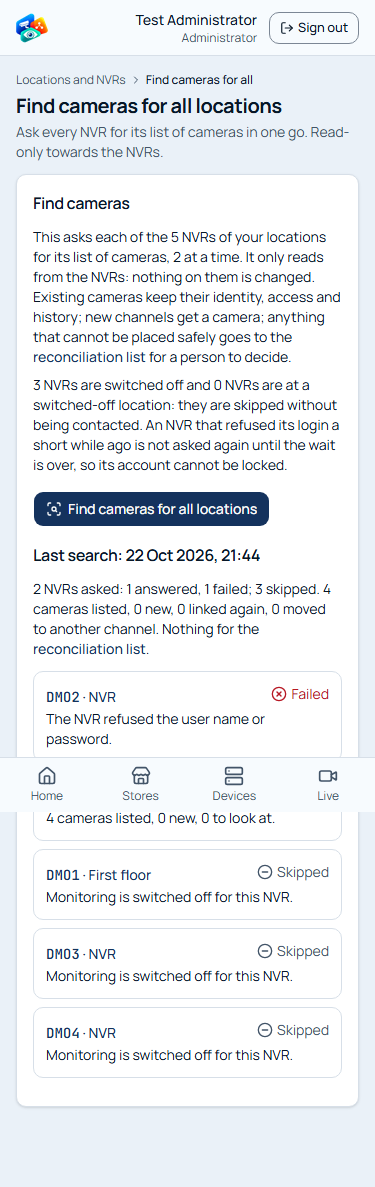 Test Administrator
Administrator
Sign out
Locations and NVRs > Find cameras for all
Find cameras for all locations
Ask every NVR for its list of cameras in one go. Read-
only towards the NVRs.
Find cameras
This asks each of the 5 NVRs of your locations
for its list of cameras, 2 at a time. It only reads
from the NVRs: nothing on them is changed.
Existing cameras keep their identity, access and
history; new channels get a camera; anything
that cannot be placed safely goes to the
reconciliation list for a person to decide.
3 NVRs are switched off and 0 NVRs are at a
switched-off location: they are skipped without
being contacted. An NVR that refused its login a
short while ago is not asked again until the wait
is over, so its account cannot be locked.
Find cameras for all locations
Last search: 22 Oct 2026, 21:44
2 NVRs asked: 1 answered, 1 failed; 3 skipped. 4
cameras listed, 0 new, 0 linked again, 0 moved
to another channel. Nothing for the
reconciliation list.
DM02 · NVR
Failed
The NVR refused the user name or
password.
Home
Stores
Devices
Live
4 cameras listed, 0 new, 0 to look at.
DM01 · First floor
Skipped
Monitoring is switched off for this NVR.
DM03 · NVR
Skipped
Monitoring is switched off for this NVR.
DM04 · NVR
Skipped
Monitoring is switched off for this NVR.